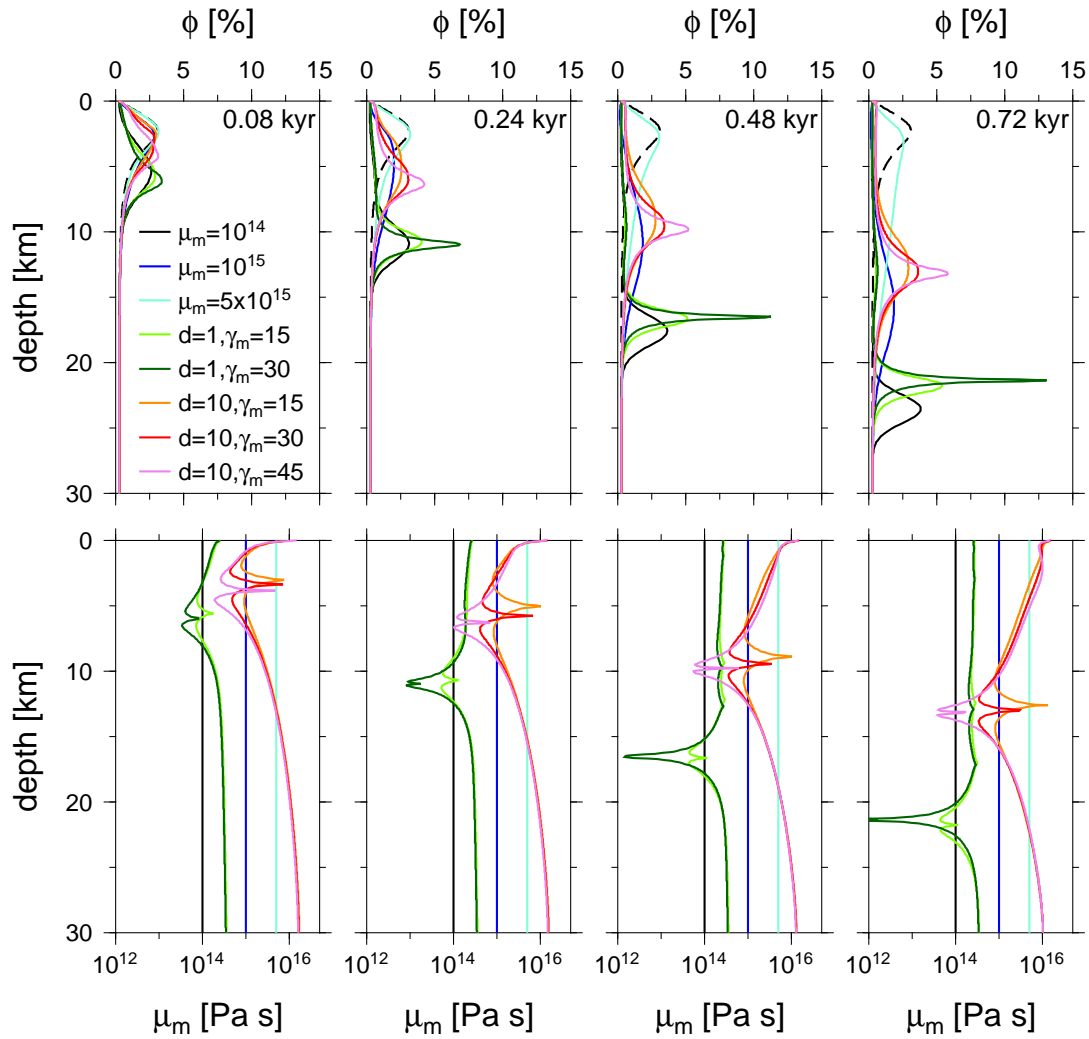 ϕ [%] ϕ [%] ϕ [%] ϕ [%]
0 5 10 15 0 5 10 15 0 5 10 15 0 5 10 15
0 0.08 kyr 0.24 kyr 0.48 kyr 0.72 kyr
10
20
30
depth [km]
μm=10^14
μm=10^15
μm=5x10^15
d=1,γm=15
d=1,γm=30
d=10,γm=15
d=10,γm=30
d=10,γm=45
0
10
20
30
depth [km]
10^12 10^14 10^16 10^12 10^14 10^16 10^12 10^14 10^16 10^12 10^14 10^16
μm [Pa s] μm [Pa s] μm [Pa s] μm [Pa s]